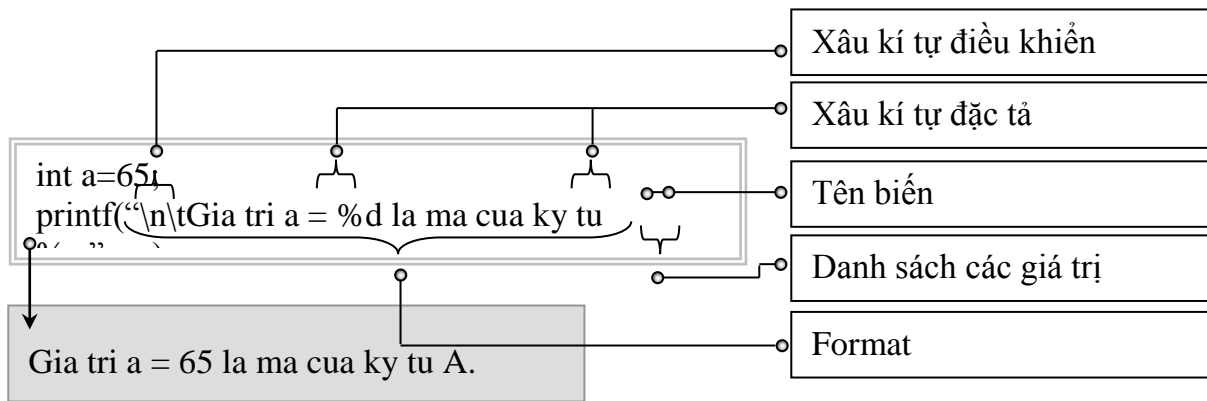 Xâu kí tự điều khiển
Xâu kí tự đặc tả
int a=65;
printf(“\n\tGia tri a = %d la ma cua ky tu
Tên biến
Danh sách các giá trị
Format
Gia tri a = 65 la ma cua ky tu A.